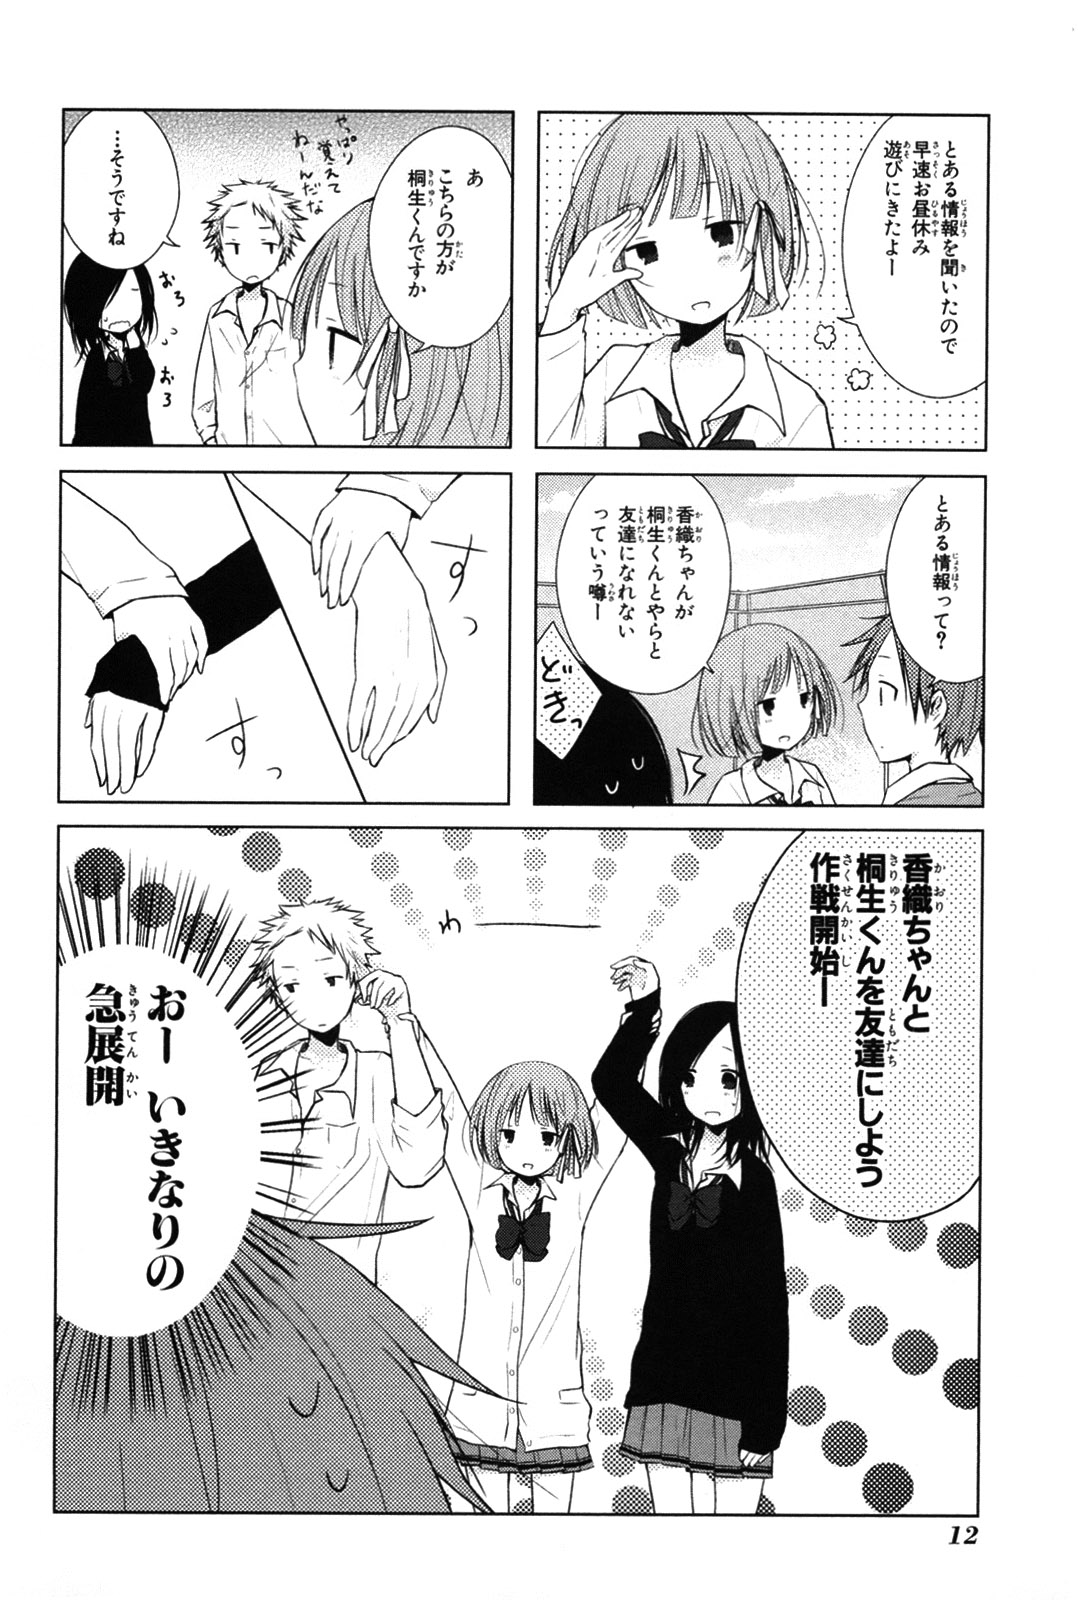 とある情報を聞いたので
早速お昼休み
遊びにきたよー
あ
こちらの方が
桐生くんですか
やっぱり
覚えて
ねーんだな
…そうですね
おろ
おろ
とある情報って?
香織ちゃんが
桐生くんとやらと
友達になれない
っていう噂ー
どきっ
すっ
すっ
香織ちゃんと
桐生くんを友達にしよう
作戦開始ー
わー
おー いきなりの
急展開
12